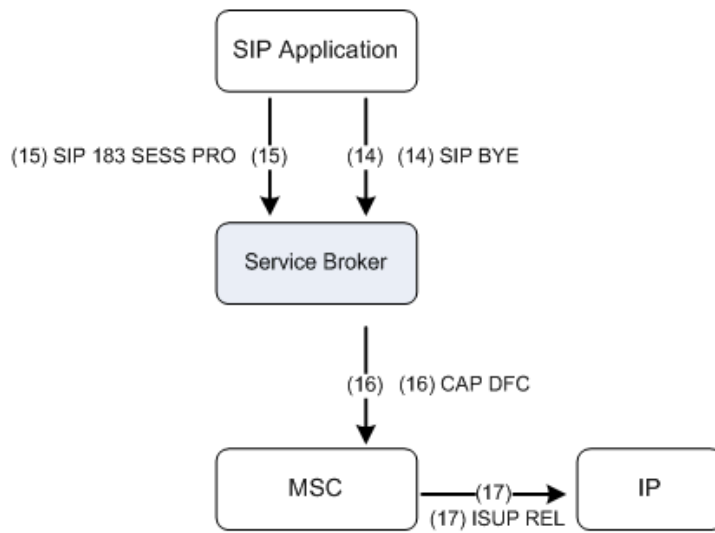 SIP Application
(15) SIP 183 SESS PRO (15) (14) (14) SIP BYE
Service Broker
(16) (16) CAP DFC
MSC (17) IP
(17) ISUP REL